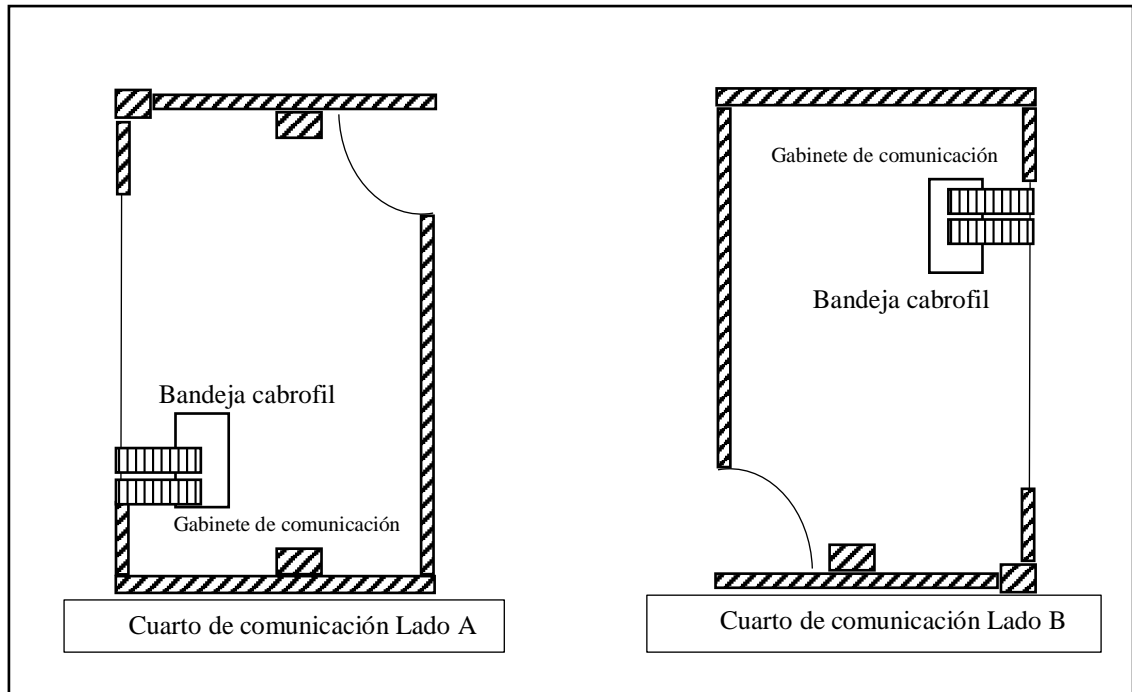 Bandeja cabrofil
Gabinete de comunicación
Cuarto de comunicación Lado A
Gabinete de comunicación
Bandeja cabrofil
Cuarto de comunicación Lado B